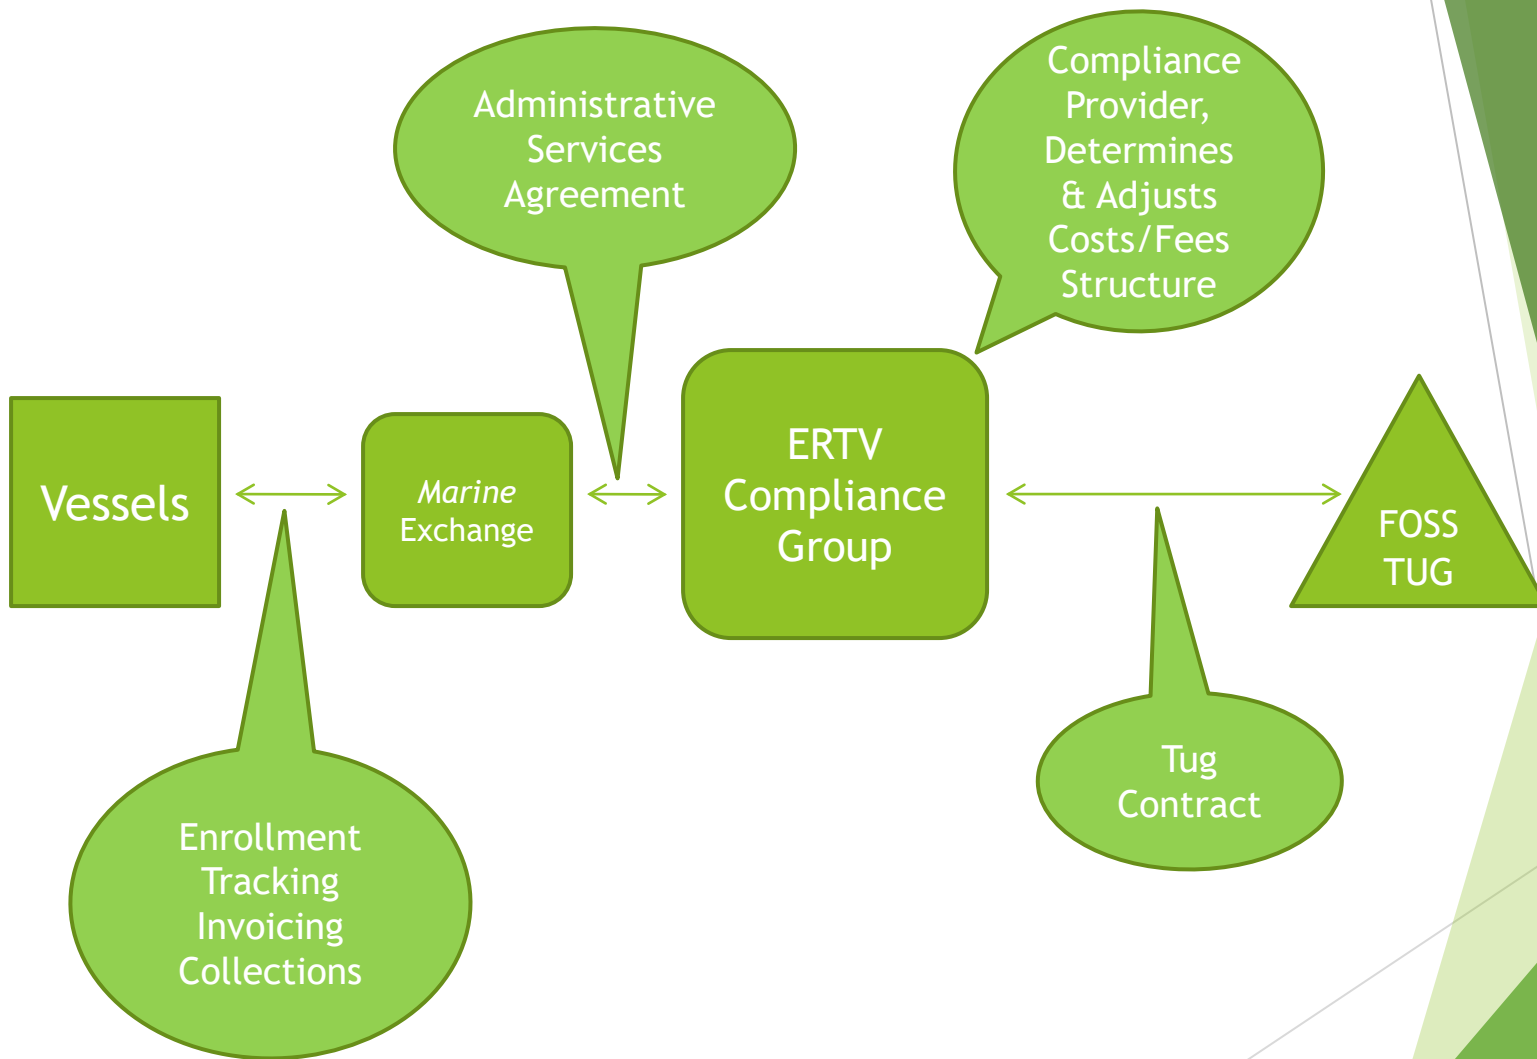 Administrative
Services
Agreement
Compliance
Provider,
Determines
& Adjusts
Costs/Fees
Structure
Vessels
Marine
Exchange
ERTV
Compliance
Group
FOSS
TUG
Enrollment
Tracking
Invoicing
Collections
Tug
Contract